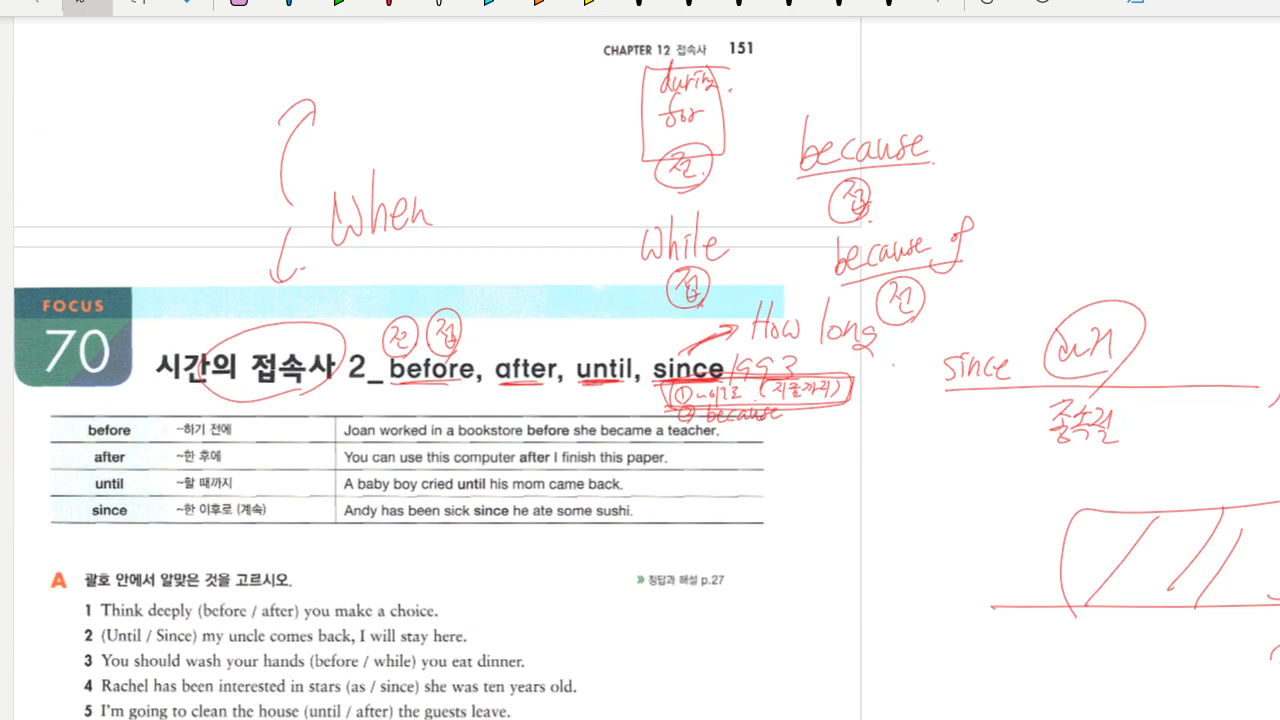 CHAPTER 12 접속사 151
during
for
전
because
접
When
while
접
because of
전
FOCUS
70
전 접
How long
시간의 접속사 2_ before, after, until, since 1993
① ~이래로 (지금까지)
② because
since 과거
종속절
before ~하기 전에 Joan worked in a bookstore before she became a teacher.
after ~한 후에 You can use this computer after I finish this paper.
until ~할 때까지 A baby boy cried until his mom came back.
since ~한 이후로 (계속) Andy has been sick since he ate some sushi.
A 괄호 안에서 알맞은 것을 고르시오. » 정답과 해설 p.27
1 Think deeply (before / after) you make a choice.
2 (Until / Since) my uncle comes back, I will stay here.
3 You should wash your hands (before / while) you eat dinner.
4 Rachel has been interested in stars (as / since) she was ten years old.
5 I'm going to clean the house (until / after) the guests leave.